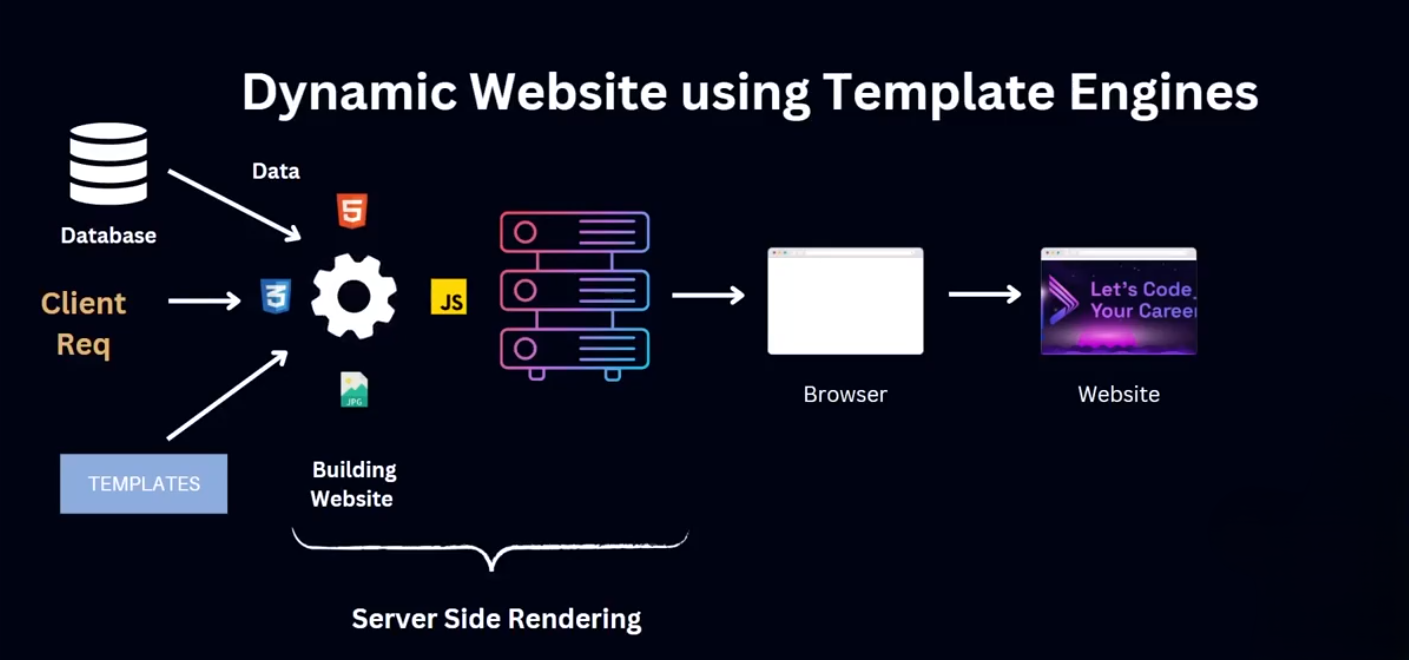 Dynamic Website using Template Engines
Data
5
Database
Client
Req
3
JS
JPG
Let's Code_
Your Career
TEMPLATES
Building
Website
Browser
Website
Server Side Rendering